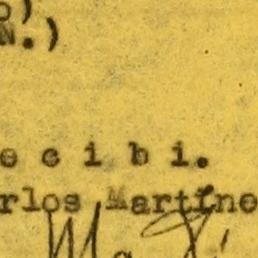 o)
N.)
e c i b i.
rlos Martíne